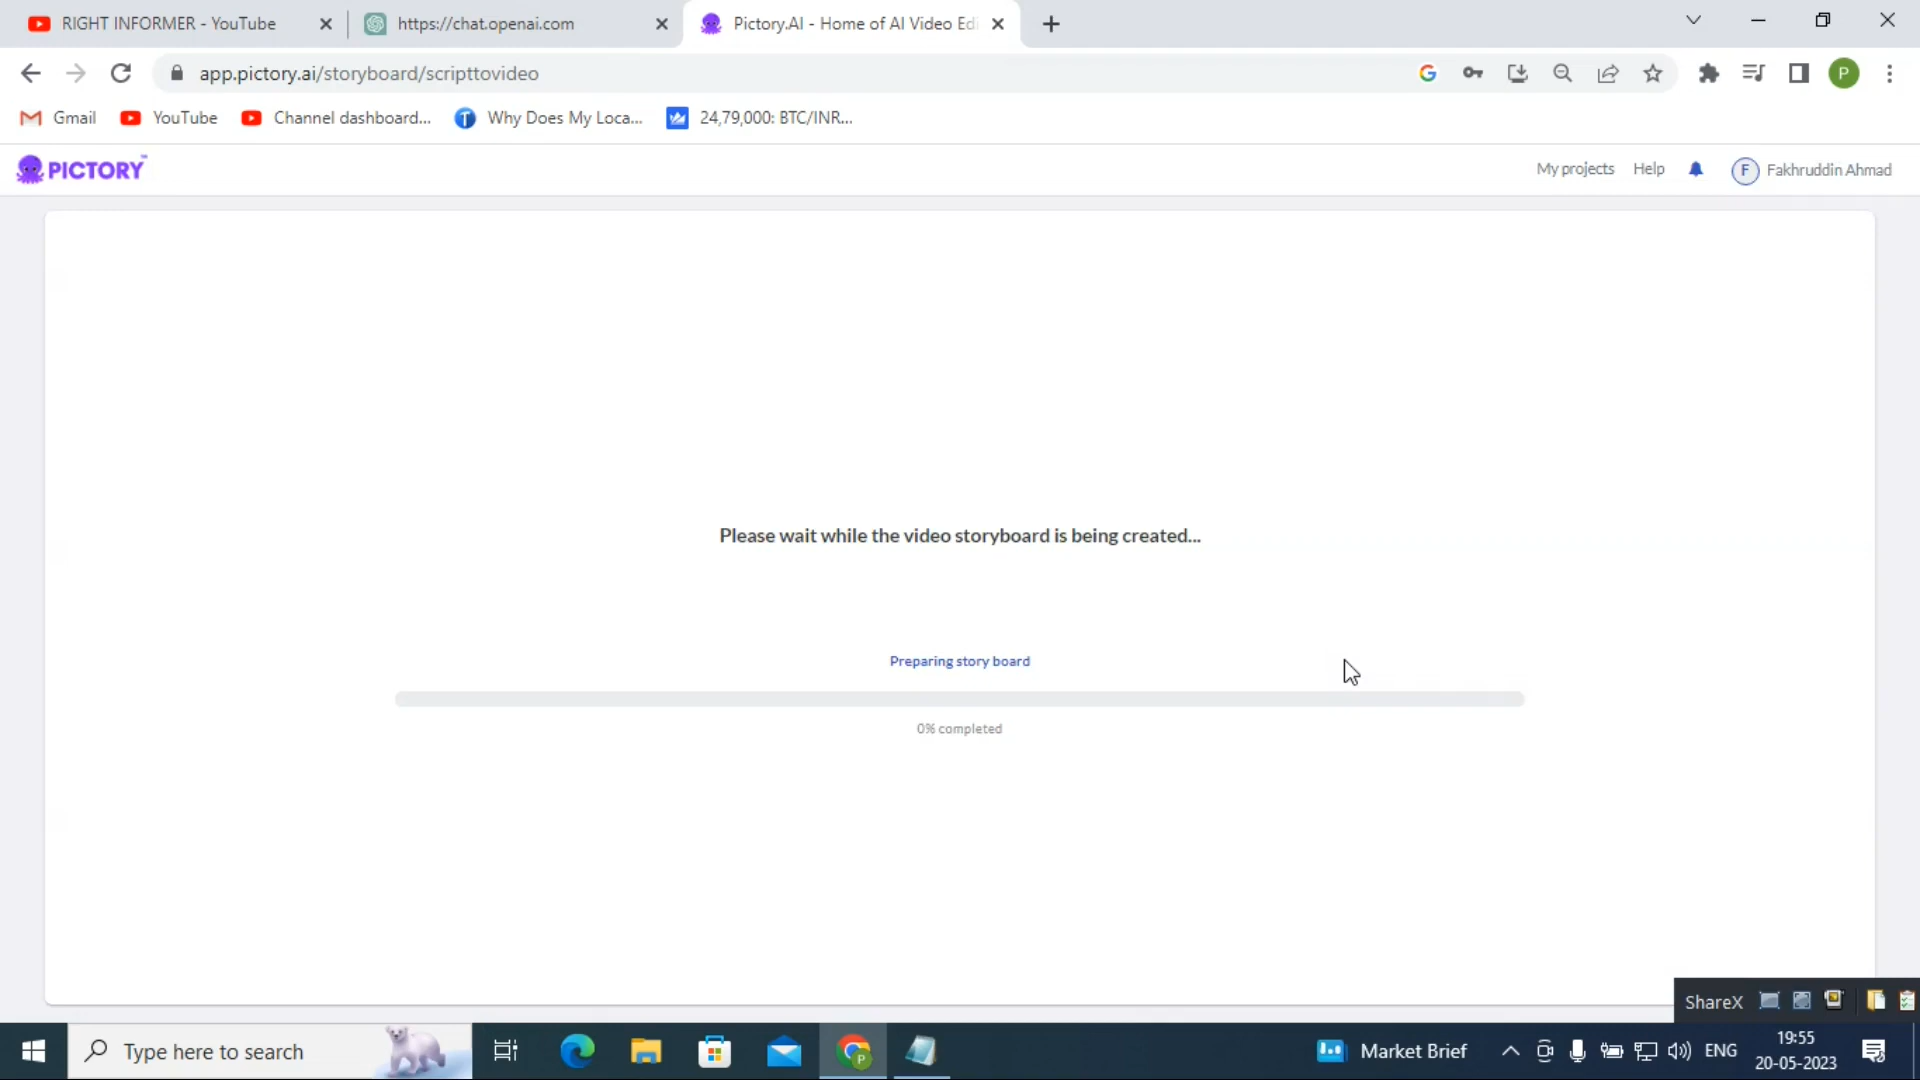 RIGHT INFORMER - YouTube
https://chat.openai.com
Pictory.AI - Home of AI Video Edi
app.pictory.ai/storyboard/scripttovideo
P
Gmail
YouTube
Channel dashboard...
Why Does My Loca...
24,79,000: BTC/INR...
PICTORY
My projects
Help
F
Fakhruddin Ahmad
Please wait while the video storyboard is being created...
Preparing story board
0% completed
ShareX
Type here to search
Market Brief
ENG
19:55
20-05-2023